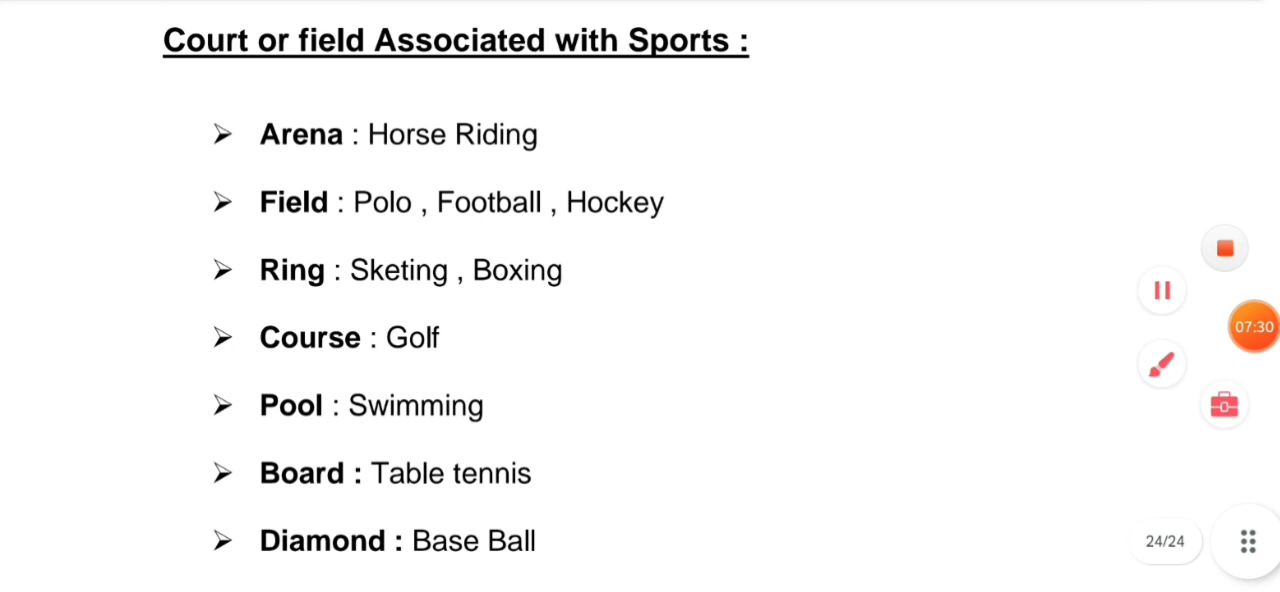 Court or field Associated with Sports :
➢ Arena : Horse Riding
➢ Field : Polo , Football , Hockey
➢ Ring : Sketing , Boxing
➢ Course : Golf
➢ Pool : Swimming
➢ Board : Table tennis
➢ Diamond : Base Ball
07:30
24/24